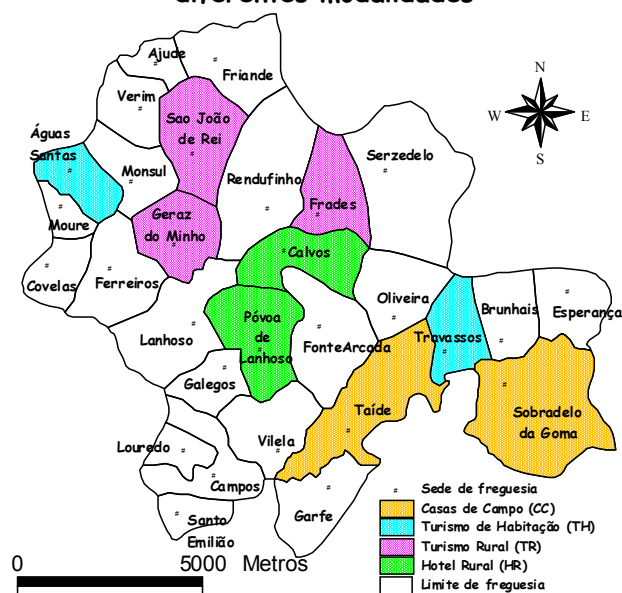 diferentes modalidades
Ajude
Friande
Verim
Sao João
de Rei
Águas
Santas
Monsul
Rendufinho
Serzedelo
Frades
Moure
Geraz
do Minho
Calvos
Covelas
Ferreiros
Oliveira
Brunhais
Esperança
Lanhoso
Póvoa
de
Lanhoso
FonteArcada
Travassos
Galegos
Taíde
Sobradelo
da Goma
Louredo
Vilela
Campos
Santo
Emilião
Garfe
N
W
E
S
Sede de freguesia
Casas de Campo (CC)
Turismo de Habitação (TH)
Turismo Rural (TR)
Hotel Rural (HR)
Limite de freguesia
0 5000 Metros